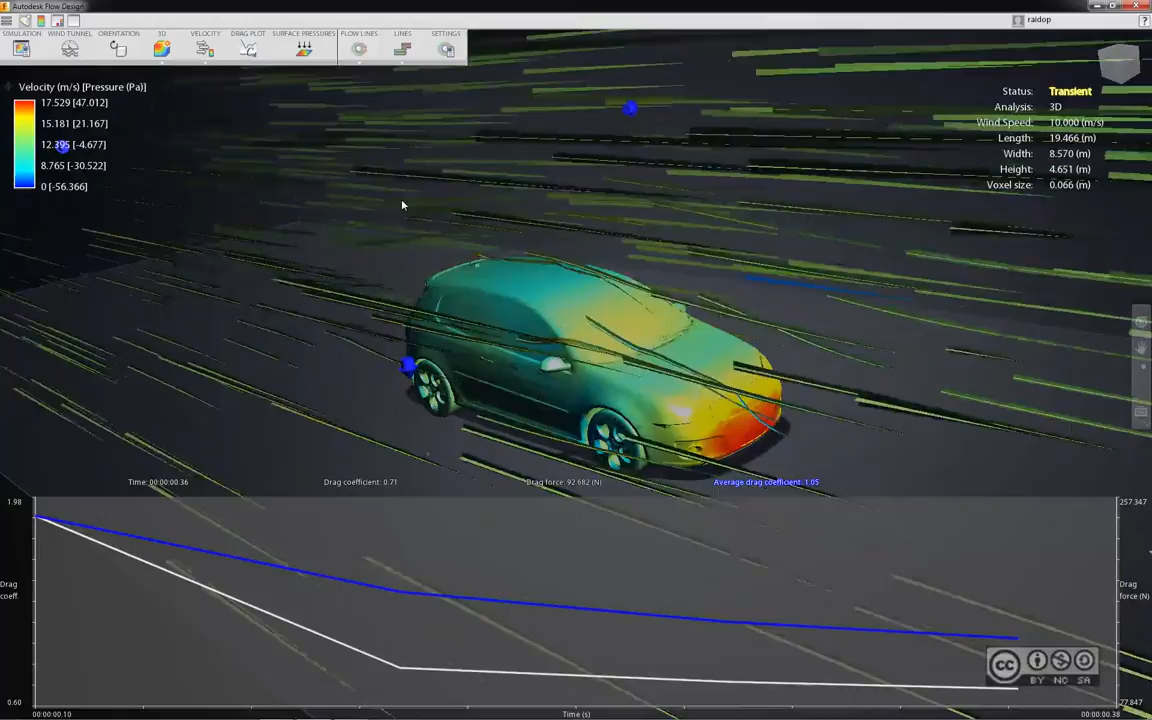 Autodesk Flow Design
raidop
SIMULATION WIND TUNNEL ORIENTATION 3D VELOCITY DRAG PLOT SURFACE PRESSURES FLOW LINES LINES SETTINGS
Velocity (m/s) [Pressure (Pa)]
17.529 [47.012]
15.181 [21.167]
12.395 [-4.677]
8.765 [-30.522]
0 [-56.366]
Status: Transient
Analysis: 3D
Wind Speed: 10.000 (m/s)
Length: 19.466 (m)
Width: 8.570 (m)
Height: 4.651 (m)
Voxel size: 0.066 (m)
Time: 00:00:00.36 Drag coefficient: 0.71 Drag force: 92.682 (N) Average drag coefficient: 1.05
1.98
257.347
Drag
coeff.
Drag
force (N)
0.60
27.847
00:00:00.10 Time (s) 00:00:00.38
cc
BY NC SA